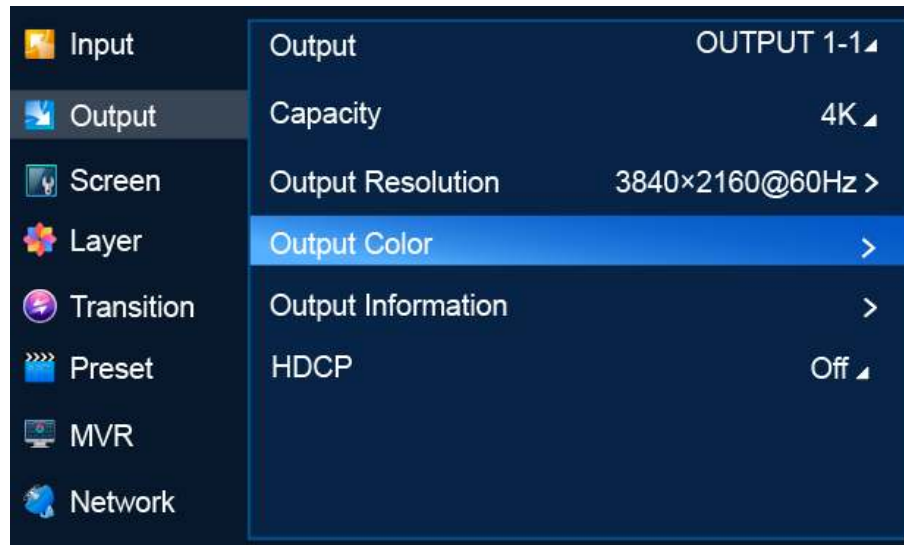 Input
Output
Screen
Layer
Transition
Preset
MVR
Network
Output OUTPUT 1-1
Capacity 4K
Output Resolution 3840×2160@60Hz >
Output Color >
Output Information >
HDCP Off